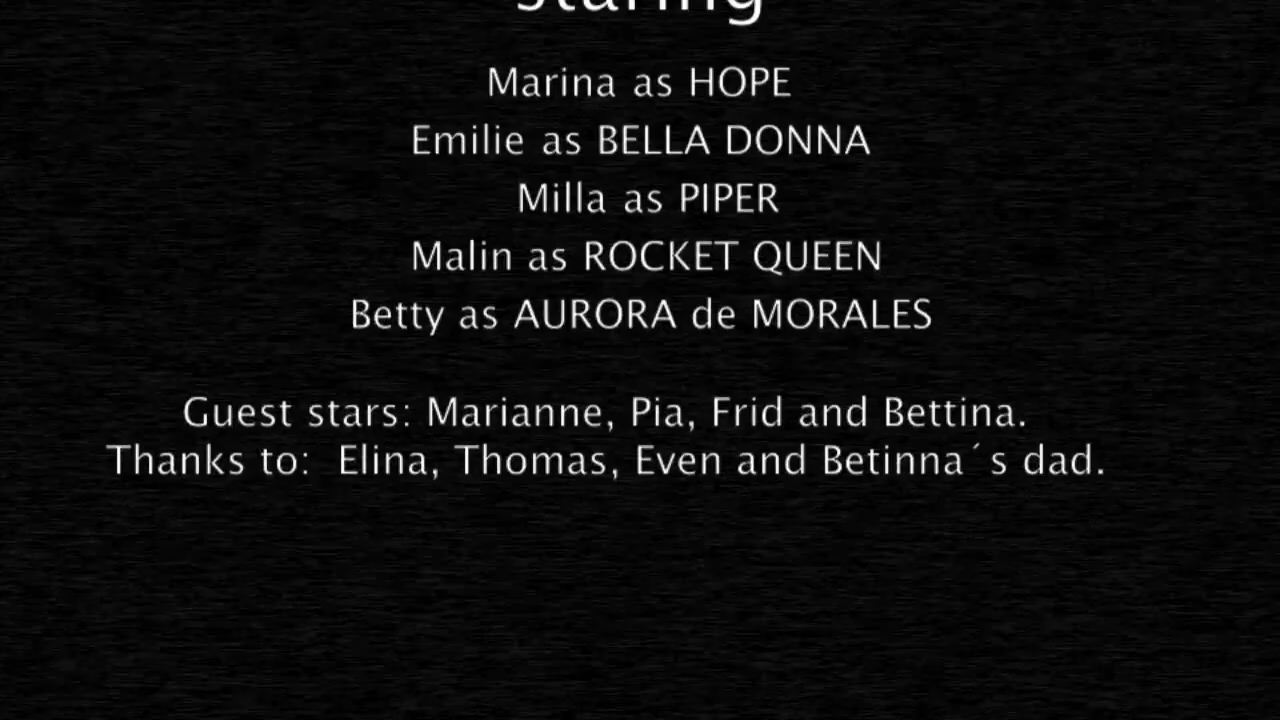 staring
Marina as HOPE
Emilie as BELLA DONNA
Milla as PIPER
Malin as ROCKET QUEEN
Betty as AURORA de MORALES
Guest stars: Marianne, Pia, Frid and Bettina.
Thanks to: Elina, Thomas, Even and Betinna´s dad.